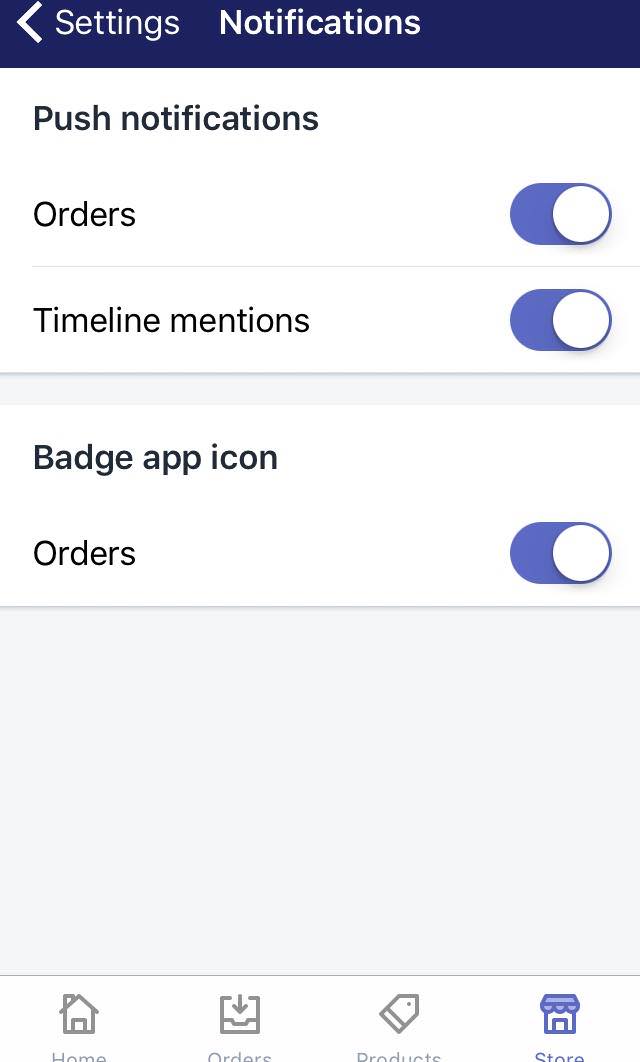 Settings Notifications
Push notifications
Orders
Timeline mentions
Badge app icon
Orders
Home Orders Products Store